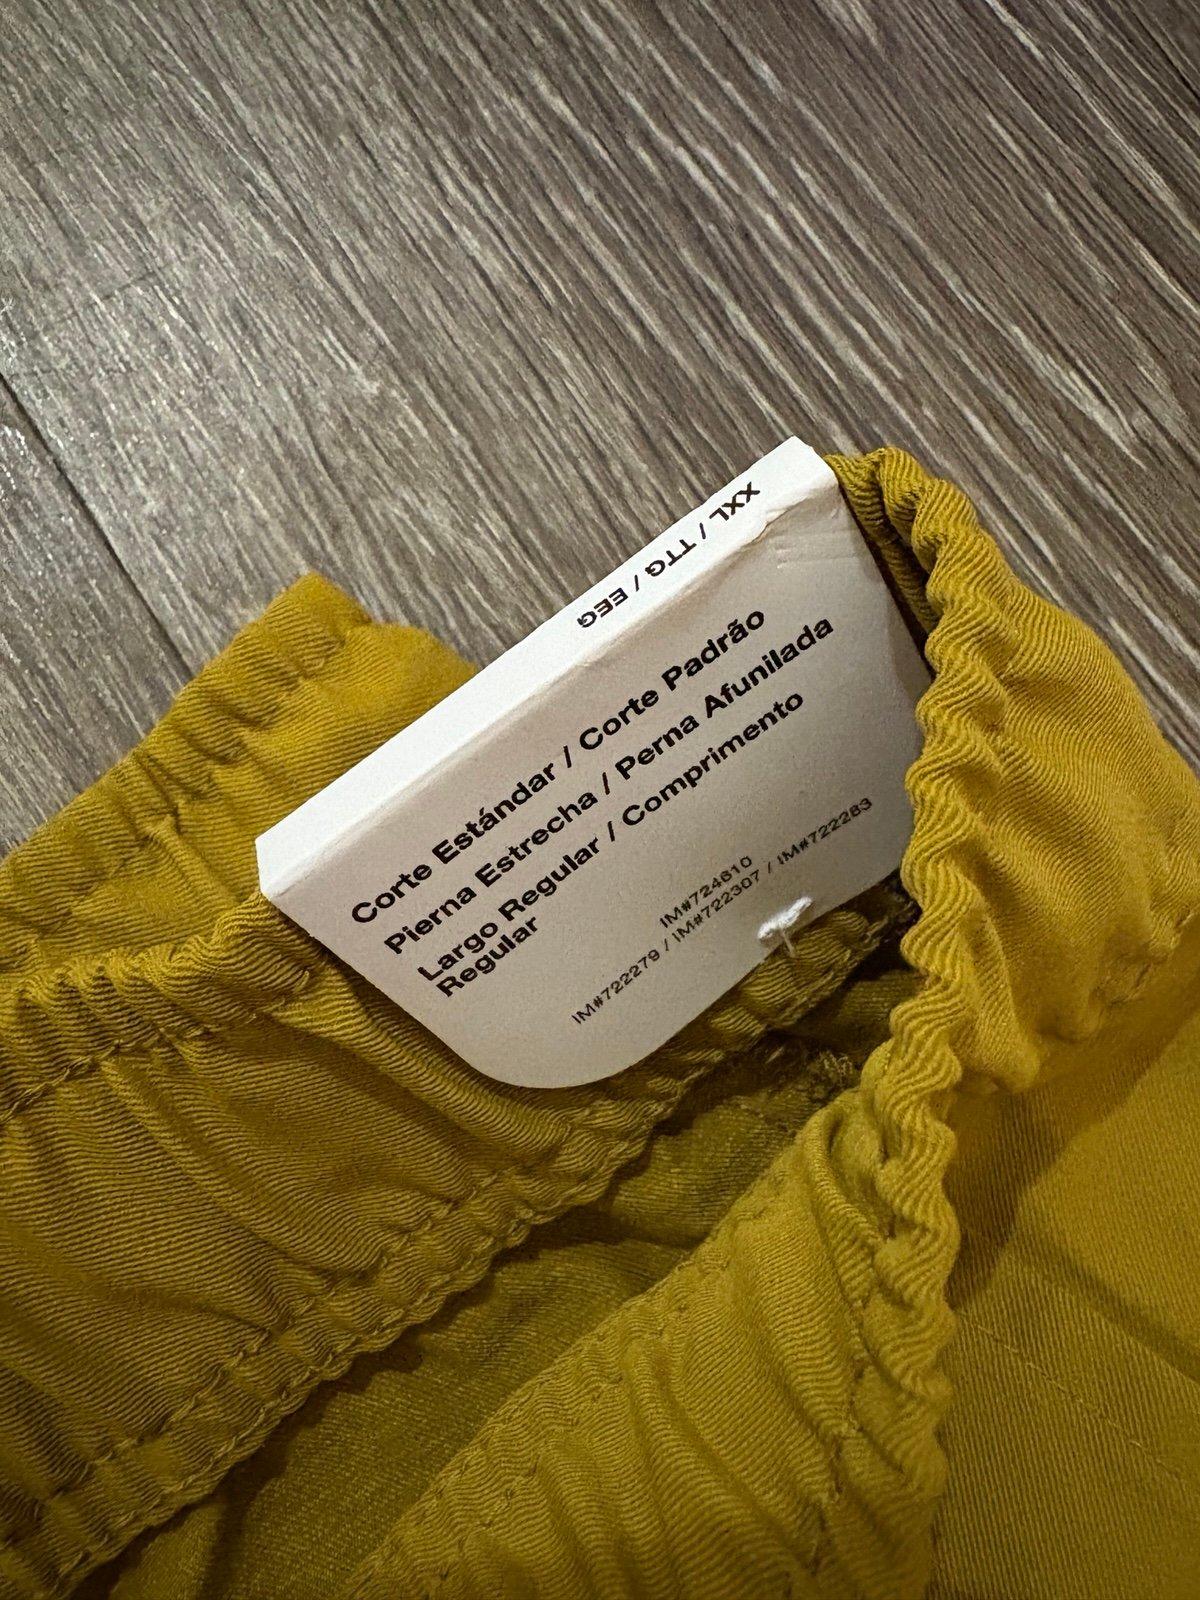 XXL / TTG / EEG
Corte Estándar / Corte Padrão
Pierna Estrecha / Perna Afunilada
Largo Regular / Comprimento
Regular
IM#724610
IM#722279 / IM#722307 / IM#722283